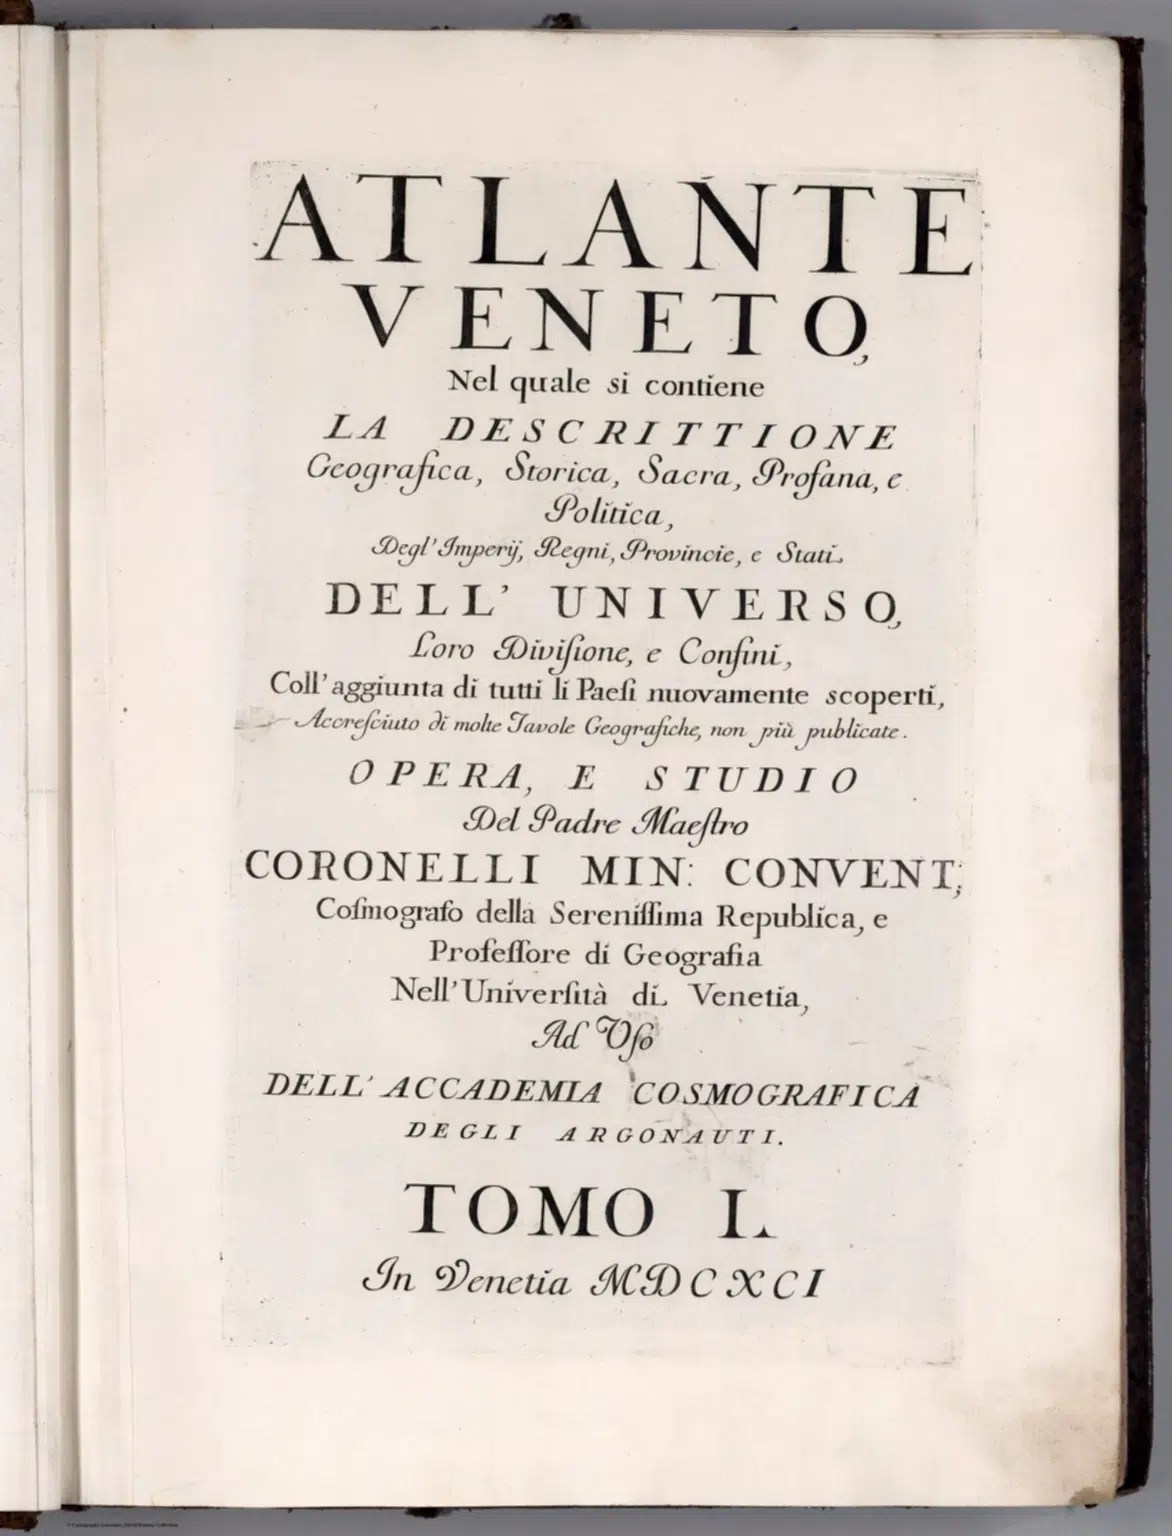 ATLANTE
VENETO,
Nel quale si contiene
LA DESCRITTIONE
Geografica, Storica, Sacra, Profana, e
Politica,
Degl' Imperij, Regni, Provincie, e Stati
DELL' UNIVERSO,
Loro Diviſione, e Confini,
Coll' aggiunta di tutti li Paeſi nuovamente scoperti,
Accreſciuto di molte Tavole Geografiche, non più publicate.
OPERA, E STUDIO
Del Padre Maeſtro
CORONELLI MIN: CONVENT;
Coſmografo della Sereniſſima Republica, e
Profeſſore di Geografia
Nell' Univerſità di Venetia,
Ad Vſo
DELL' ACCADEMIA COSMOGRAFICA
DEGLI ARGONAUTI.
TOMO I.
In Venetia MDCXCI